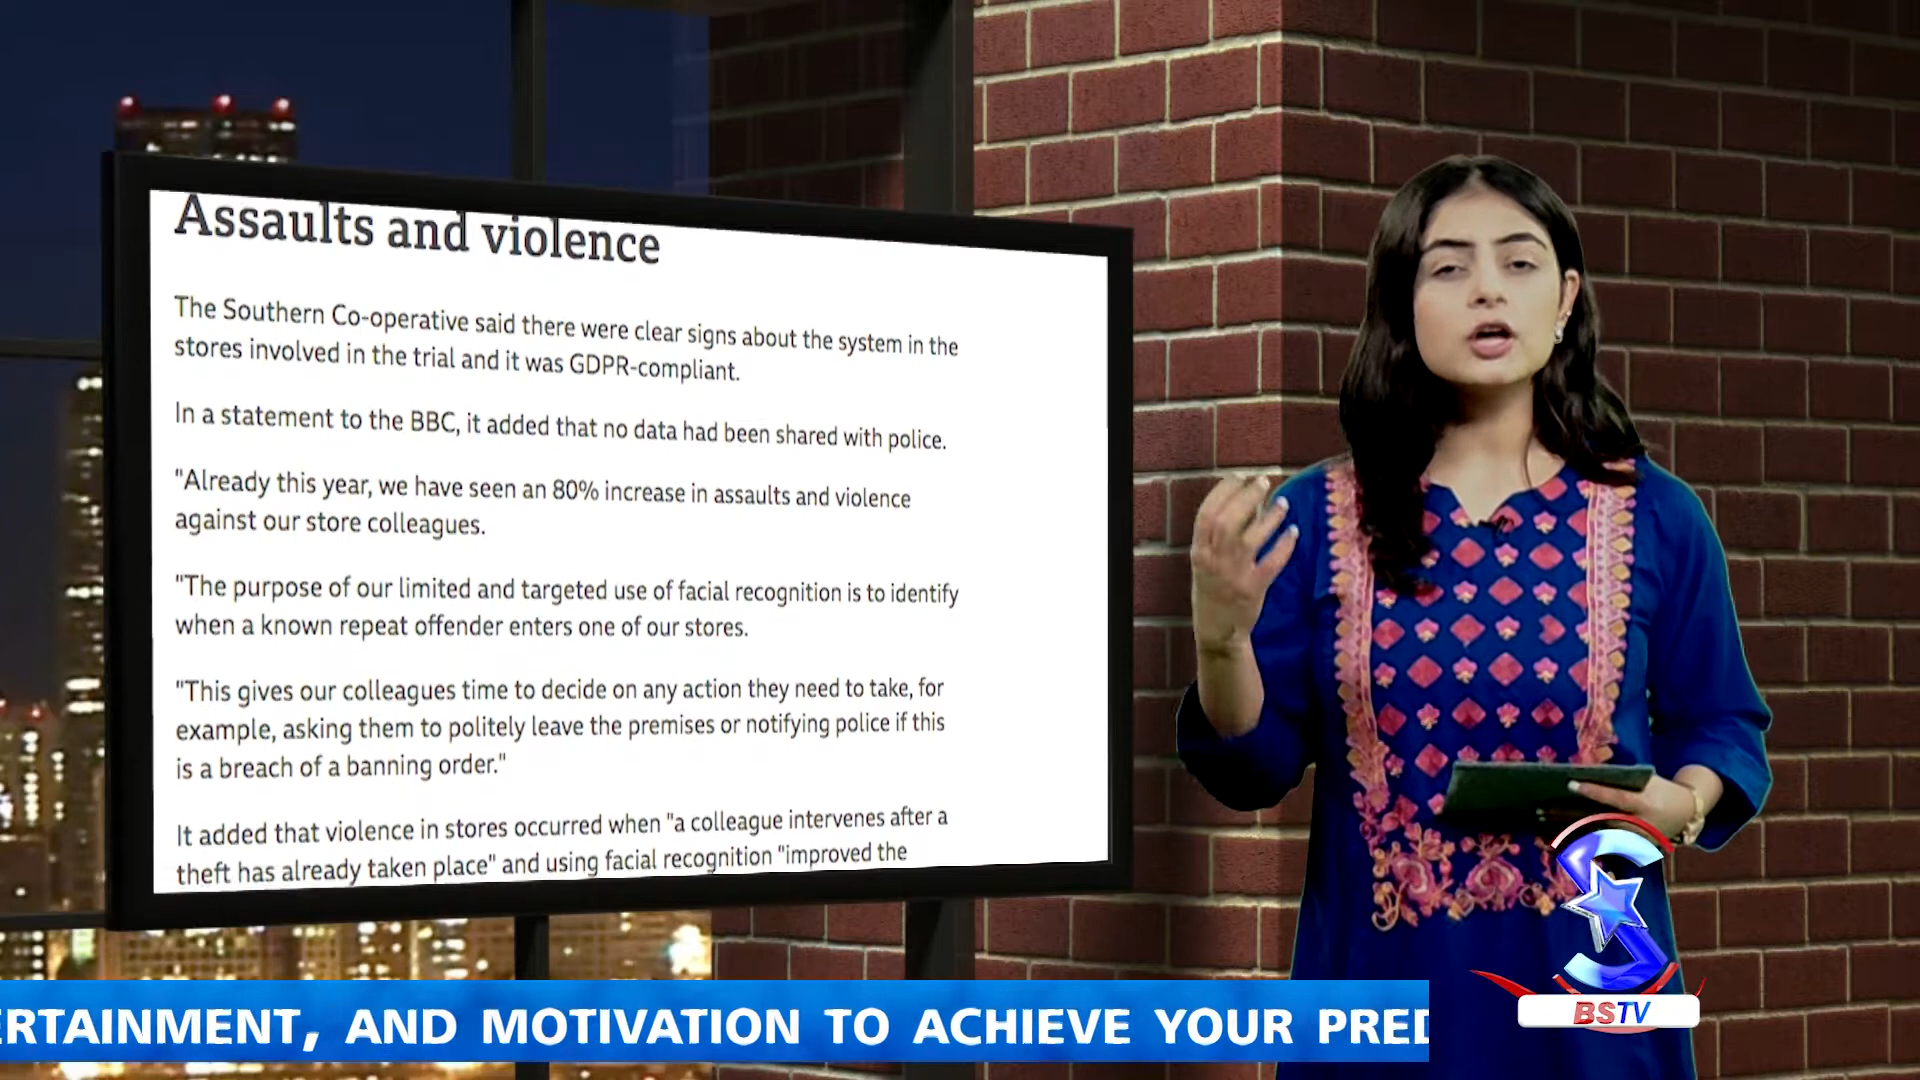 Assaults and violence
The Southern Co-operative said there were clear signs about the system in the
stores involved in the trial and it was GDPR-compliant.
In a statement to the BBC, it added that no data had been shared with police.
"Already this year, we have seen an 80% increase in assaults and violence
against our store colleagues.
"The purpose of our limited and targeted use of facial recognition is to identify
when a known repeat offender enters one of our stores.
"This gives our colleagues time to decide on any action they need to take, for
example, asking them to politely leave the premises or notifying police if this
is a breach of a banning order."
It added that violence in stores occurred when "a colleague intervenes after a
theft has already taken place" and using facial recognition "improved the
ERTAINMENT, AND MOTIVATION TO ACHIEVE YOUR PRED
BSTV